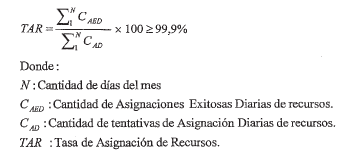 TAR = \frac{\sum_{1}^{N} C_{AED}}{\sum_{1}^{N} C_{AD}} × 100 ≥ 99,9%
Donde :
N : Cantidad de días del mes
C_{AED} : Cantidad de Asignaciones Exitosas Diarias de recursos.
C_{AD} : Cantidad de tentativas de Asignación Diarias de recursos.
TAR : Tasa de Asignación de Recursos.